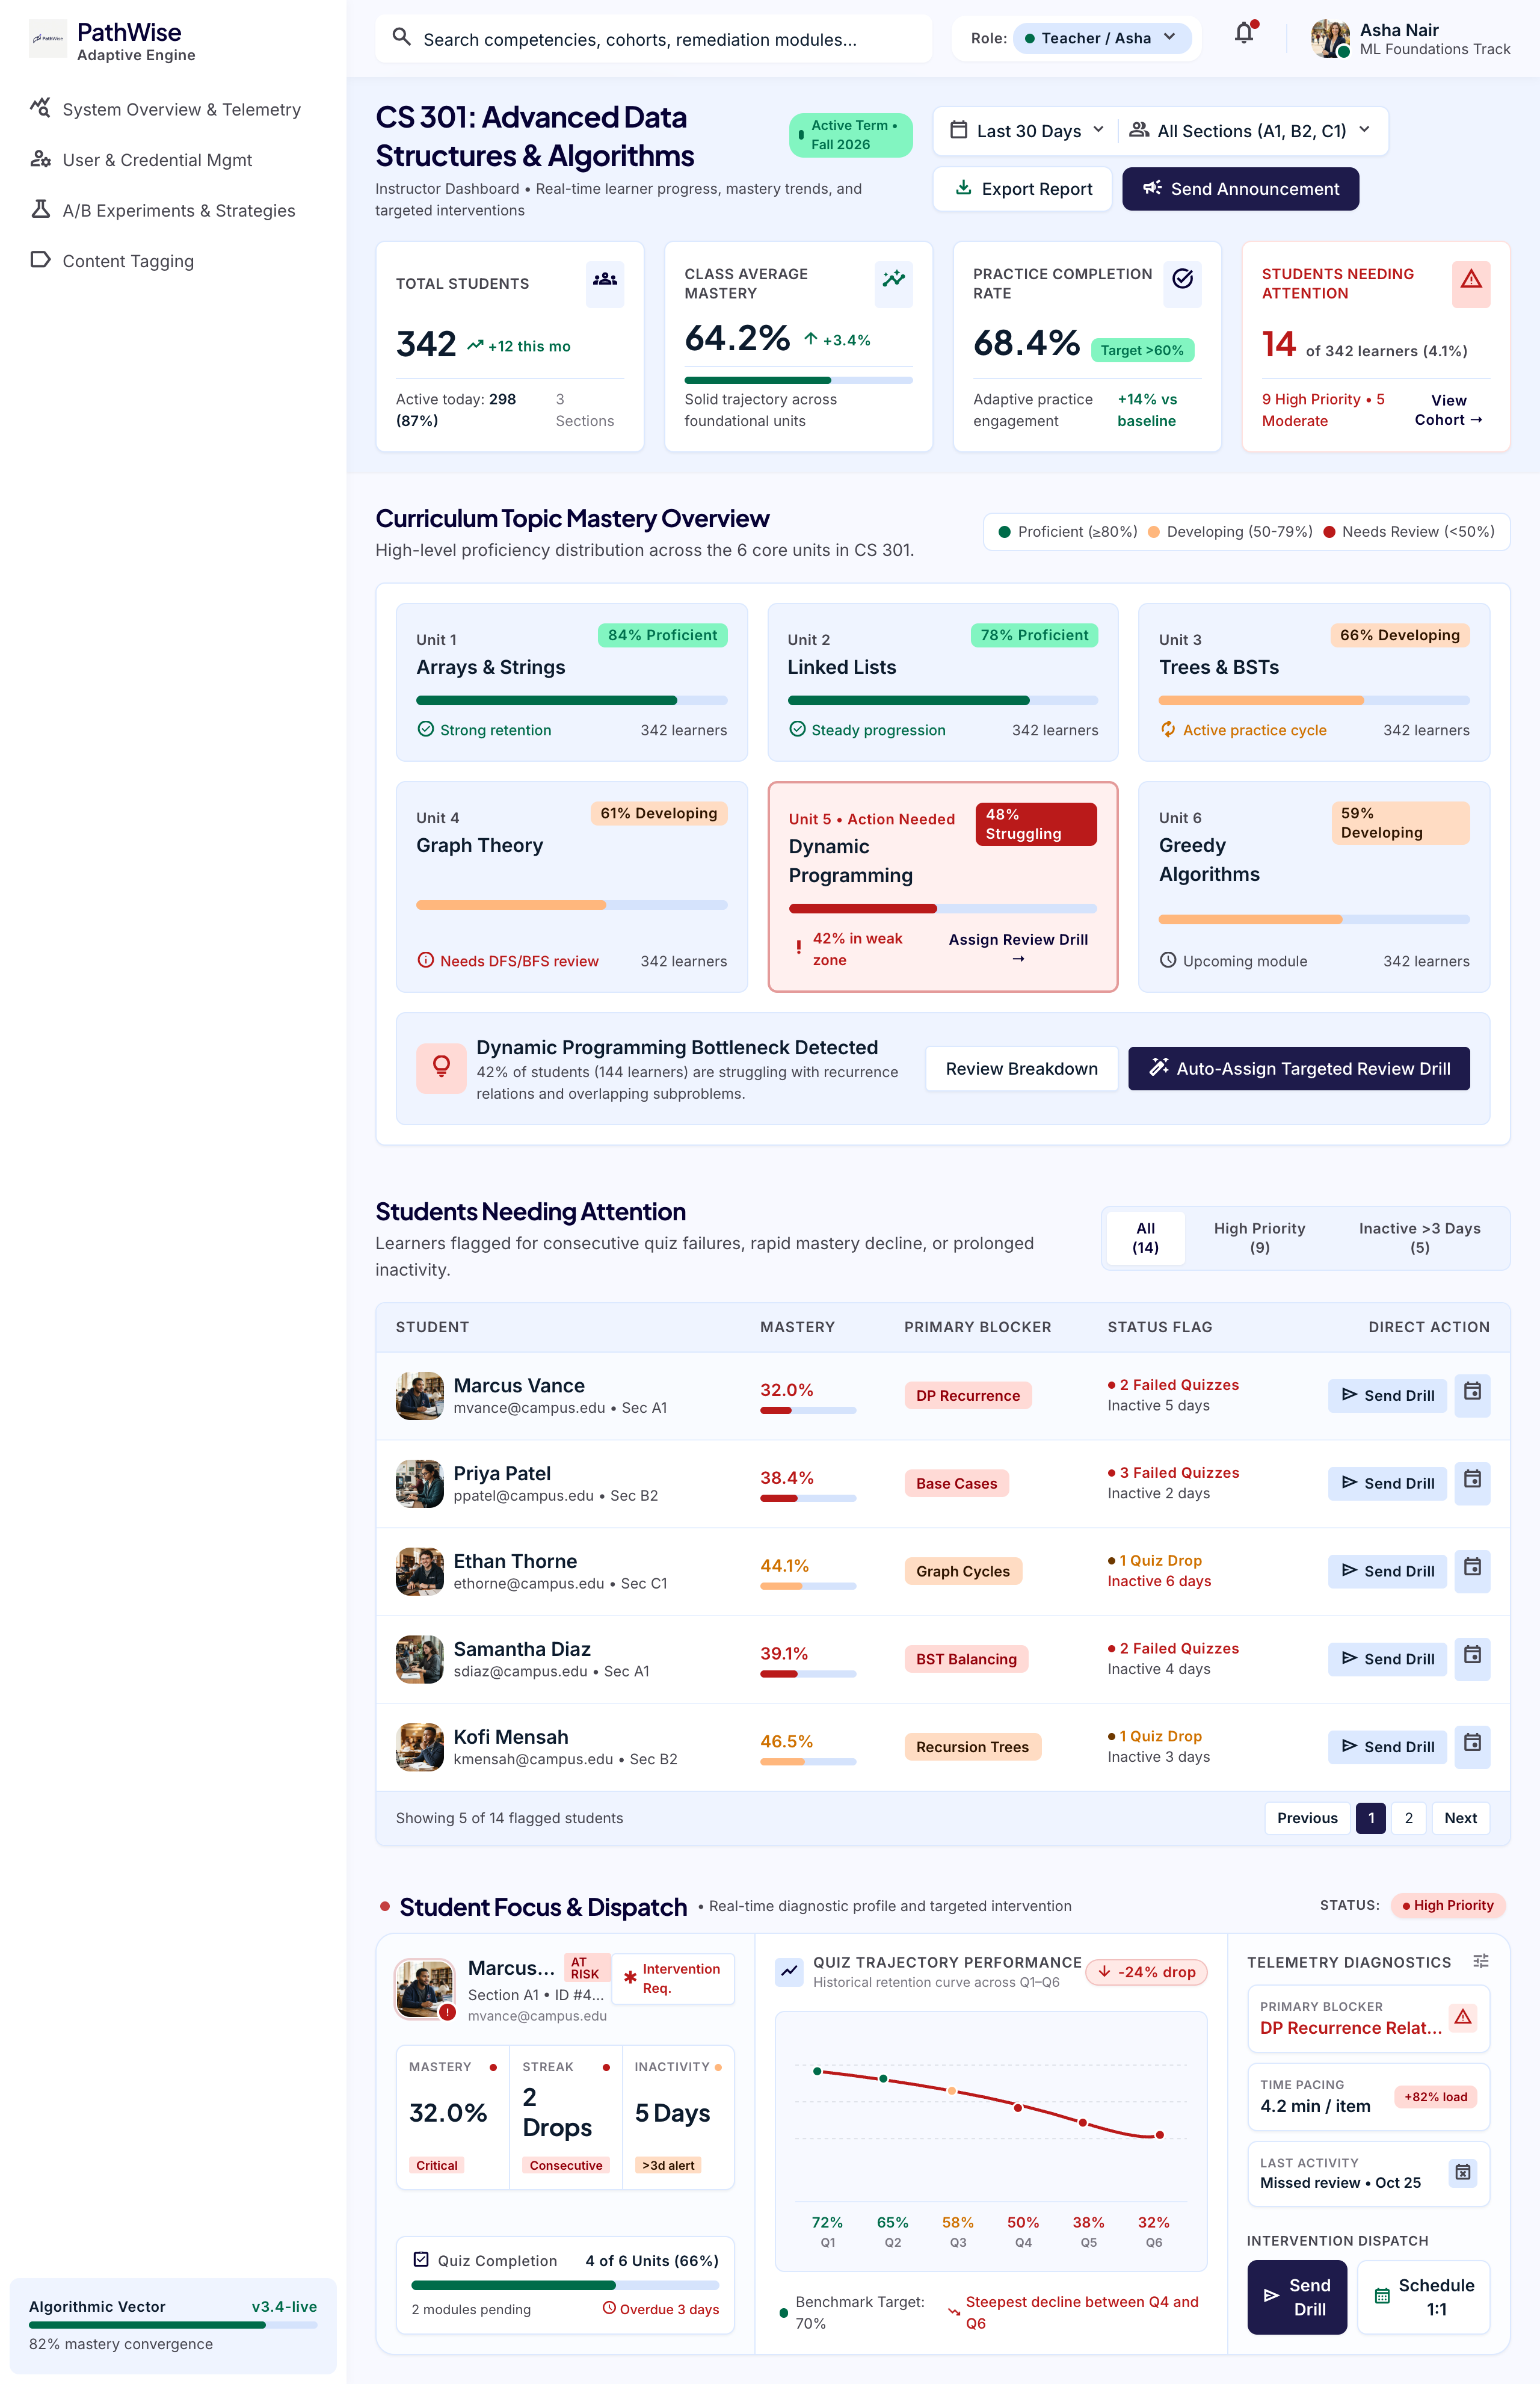 PathWise
PathWise
Adaptive Engine
System Overview & Telemetry
User & Credential Mgmt
A/B Experiments & Strategies
Content Tagging
Algorithmic Vector
v3.4-live
82% mastery convergence
Search competencies, cohorts, remediation modules...
Role:
Teacher / Asha
Asha Nair
ML Foundations Track
CS 301: Advanced Data
Structures & Algorithms
Active Term •
Fall 2026
Instructor Dashboard • Real-time learner progress, mastery trends, and
targeted interventions
Last 30 Days
All Sections (A1, B2, C1)
Export Report
Send Announcement
TOTAL STUDENTS
342
+12 this mo
Active today: 298
(87%)
3
Sections
CLASS AVERAGE
MASTERY
64.2%
+3.4%
Solid trajectory across
foundational units
PRACTICE COMPLETION
RATE
68.4%
Target >60%
Adaptive practice
engagement
+14% vs
baseline
STUDENTS NEEDING
ATTENTION
14
of 342 learners (4.1%)
9 High Priority • 5
Moderate
View
Cohort →
Curriculum Topic Mastery Overview
High-level proficiency distribution across the 6 core units in CS 301.
Proficient (≥80%)
Developing (50-79%)
Needs Review (<50%)
Unit 1
84% Proficient
Arrays & Strings
Strong retention
342 learners
Unit 2
78% Proficient
Linked Lists
Steady progression
342 learners
Unit 3
66% Developing
Trees & BSTs
Active practice cycle
342 learners
Unit 4
61% Developing
Graph Theory
Needs DFS/BFS review
342 learners
Unit 5 • Action Needed
48%
Struggling
Dynamic
Programming
42% in weak
zone
Assign Review Drill
→
Unit 6
59%
Developing
Greedy
Algorithms
Upcoming module
342 learners
Dynamic Programming Bottleneck Detected
42% of students (144 learners) are struggling with recurrence
relations and overlapping subproblems.
Review Breakdown
Auto-Assign Targeted Review Drill
Students Needing Attention
Learners flagged for consecutive quiz failures, rapid mastery decline, or prolonged
inactivity.
All
(14)
High Priority
(9)
Inactive >3 Days
(5)
STUDENT
MASTERY
PRIMARY BLOCKER
STATUS FLAG
DIRECT ACTION
Marcus Vance
mvance@campus.edu • Sec A1
32.0%
DP Recurrence
2 Failed Quizzes
Inactive 5 days
Send Drill
Priya Patel
ppatel@campus.edu • Sec B2
38.4%
Base Cases
3 Failed Quizzes
Inactive 2 days
Send Drill
Ethan Thorne
ethorne@campus.edu • Sec C1
44.1%
Graph Cycles
1 Quiz Drop
Inactive 6 days
Send Drill
Samantha Diaz
sdiaz@campus.edu • Sec A1
39.1%
BST Balancing
2 Failed Quizzes
Inactive 4 days
Send Drill
Kofi Mensah
kmensah@campus.edu • Sec B2
46.5%
Recursion Trees
1 Quiz Drop
Inactive 3 days
Send Drill
Showing 5 of 14 flagged students
Previous
1
2
Next
Student Focus & Dispatch
• Real-time diagnostic profile and targeted intervention
STATUS:
High Priority
Marcus...
AT
RISK
Section A1 • ID #4...
mvance@campus.edu
Intervention
Req.
MASTERY
32.0%
Critical
STREAK
2
Drops
Consecutive
INACTIVITY
5 Days
>3d alert
Quiz Completion
4 of 6 Units (66%)
2 modules pending
Overdue 3 days
QUIZ TRAJECTORY PERFORMANCE
Historical retention curve across Q1–Q6
-24% drop
72% 65% 58% 50% 38% 32%
Q1 Q2 Q3 Q4 Q5 Q6
Benchmark Target:
70%
Steepest decline between Q4 and
Q6
TELEMETRY DIAGNOSTICS
PRIMARY BLOCKER
DP Recurrence Relat...
TIME PACING
4.2 min / item
+82% load
LAST ACTIVITY
Missed review • Oct 25
INTERVENTION DISPATCH
Send
Drill
Schedule
1:1